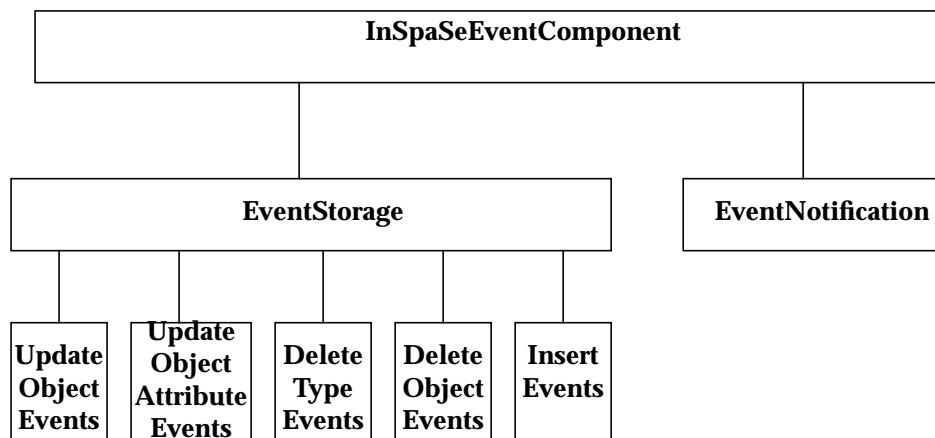 InSpaSeEventComponent
EventStorage
EventNotification
Update
Object
Events
Update
Object
Attribute
Events
Delete
Type
Events
Delete
Object
Events
Insert
Events